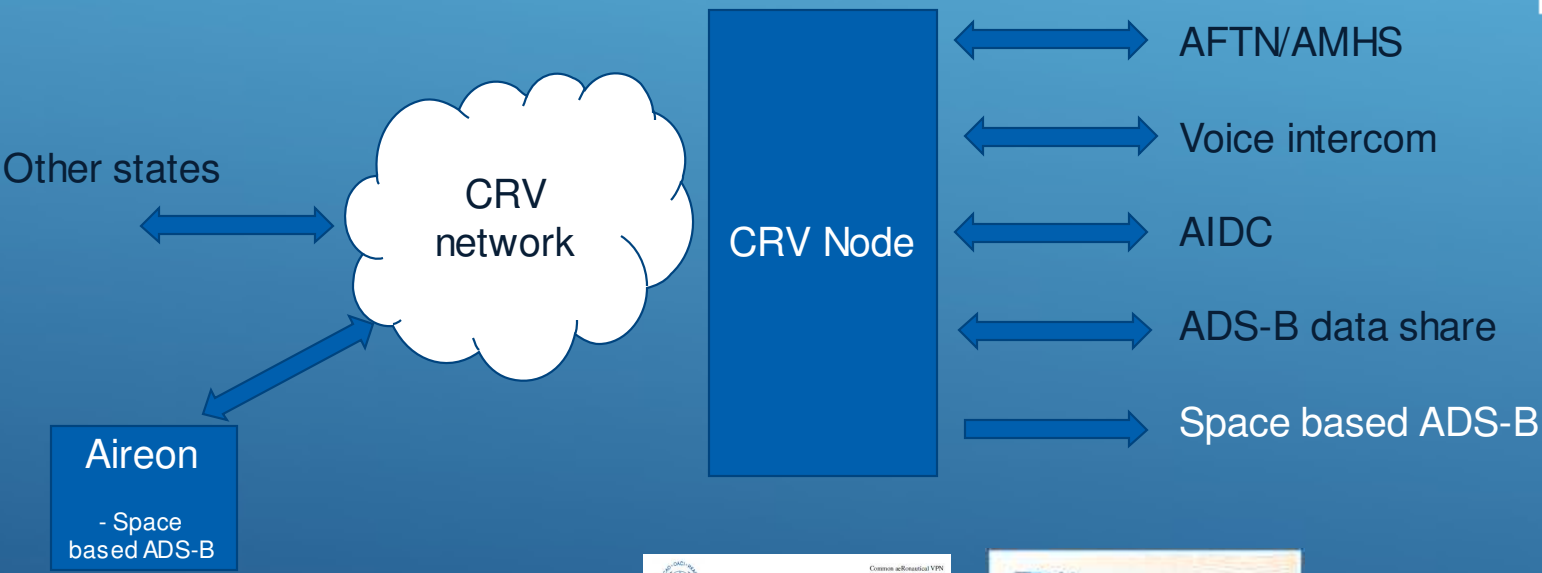 AFTN/AMHS
Voice intercom
Other states
CRV
network
CRV Node
AIDC
ADS-B data share
Space based ADS-B
Aireon
- Space
based ADS-B
Common aeRonautical VPN